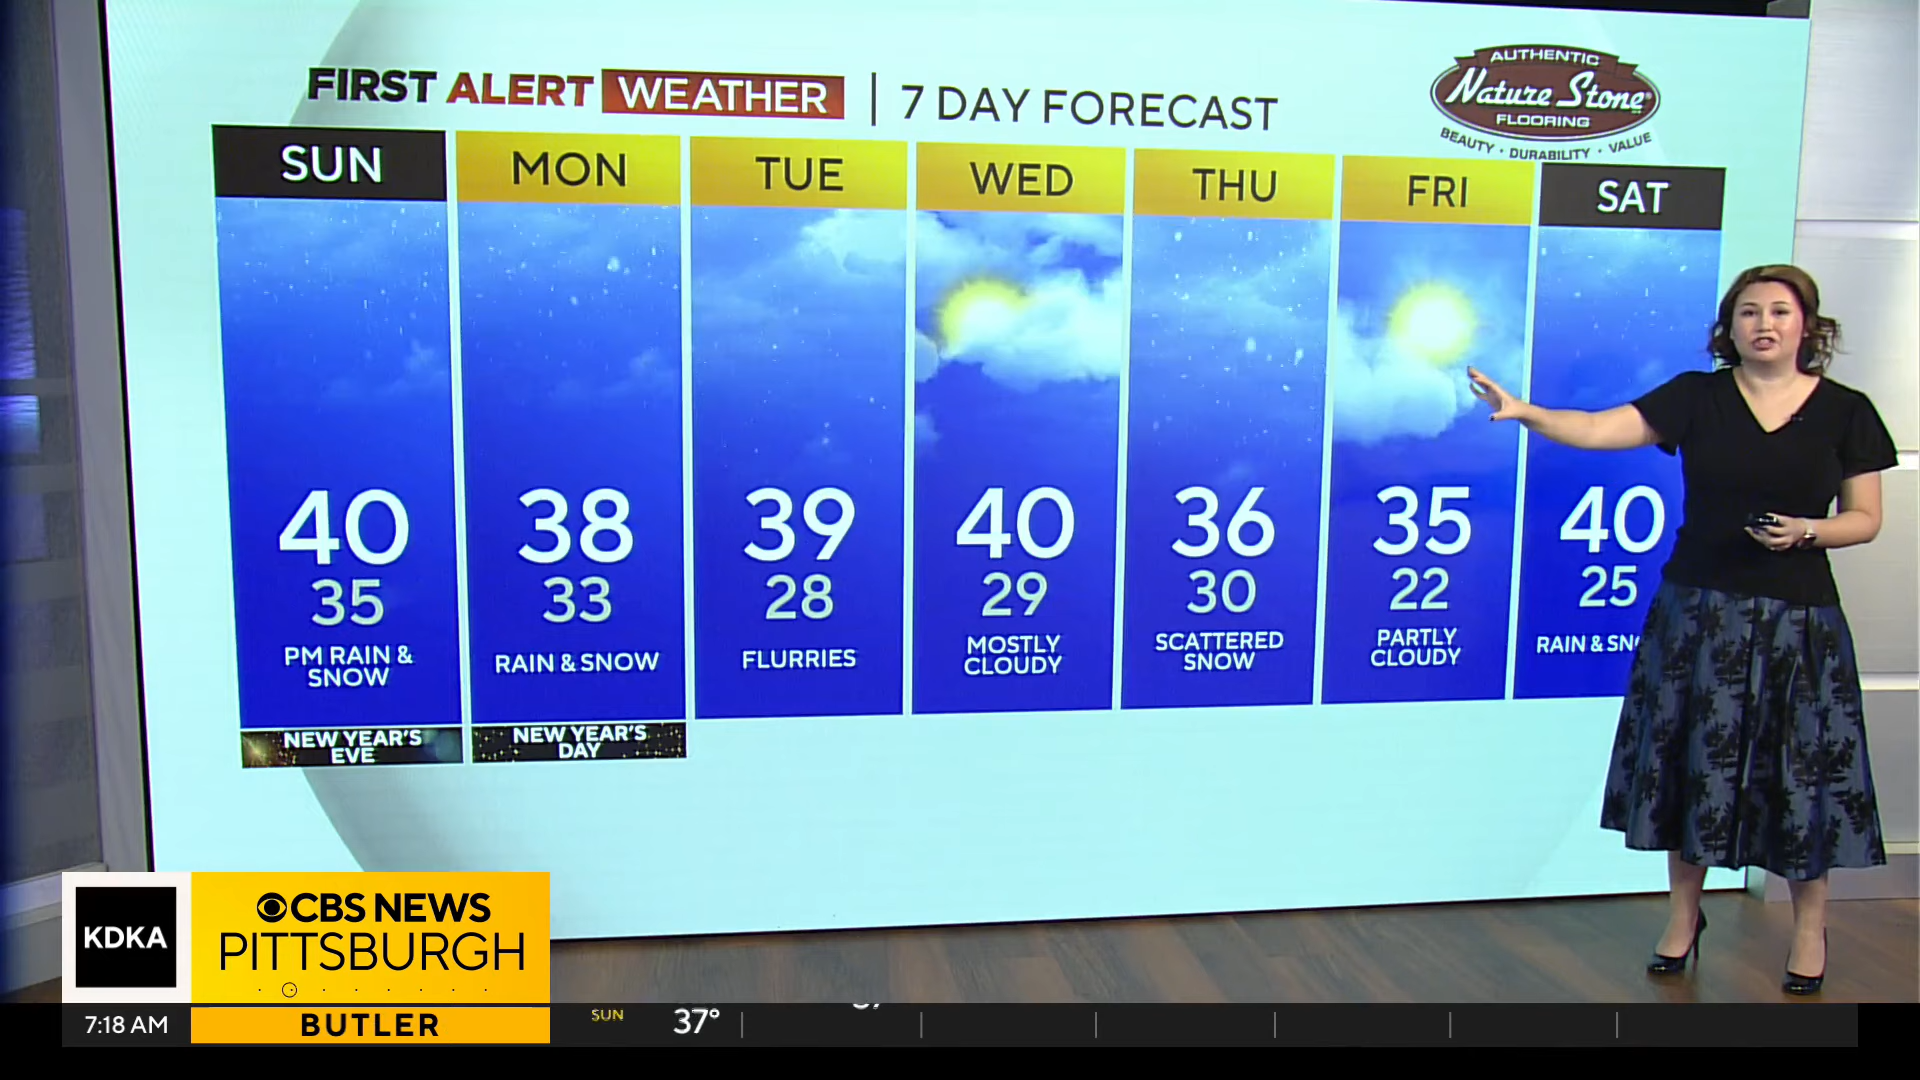 FIRST ALERT WEATHER | 7 DAY FORECAST
AUTHENTIC
Nature Stone
FLOORING
BEAUTY • DURABILITY • VALUE
SUN
40
35
PM RAIN &
SNOW
NEW YEAR'S
EVE
MON
38
33
RAIN & SNOW
NEW YEAR'S
DAY
TUE
39
28
FLURRIES
WED
40
29
MOSTLY
CLOUDY
THU
36
30
SCATTERED
SNOW
FRI
35
22
PARTLY
CLOUDY
SAT
40
25
RAIN &
KDKA
CBS NEWS
PITTSBURGH
7:18 AM
BUTLER
SUN
37°